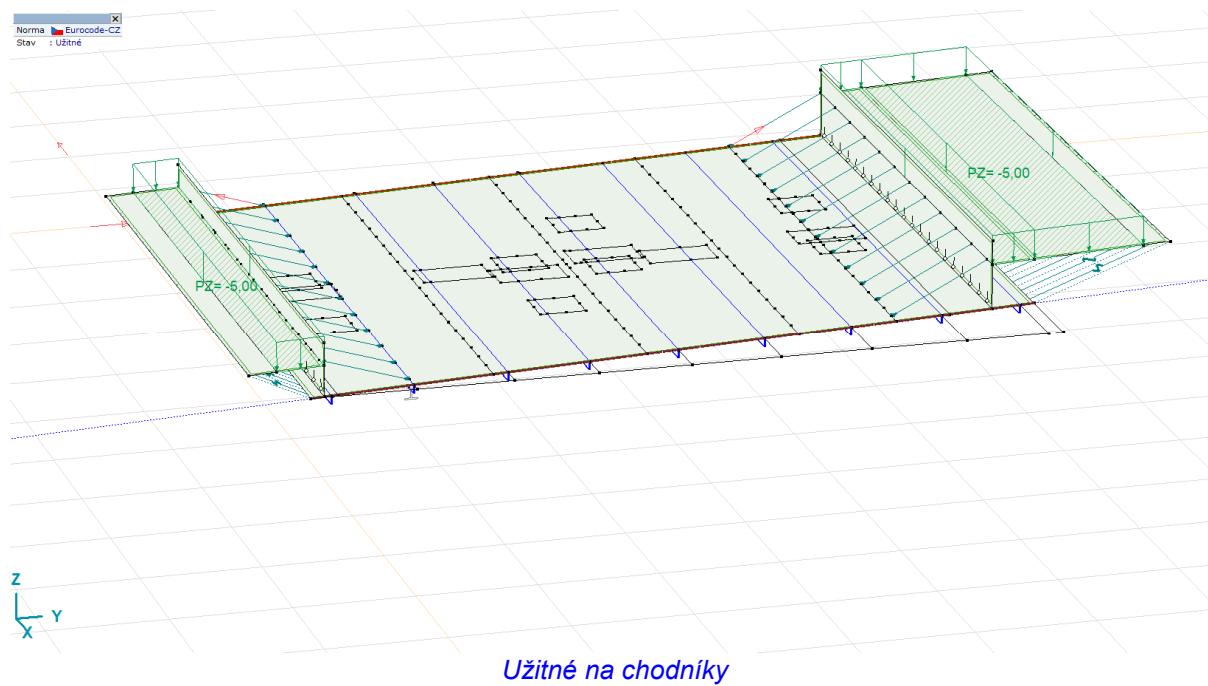 Norma Eurocode-CZ
Stav : Užitné
PZ= -5,00
PZ= -5,00
Z
Y
X
Užitné na chodníky